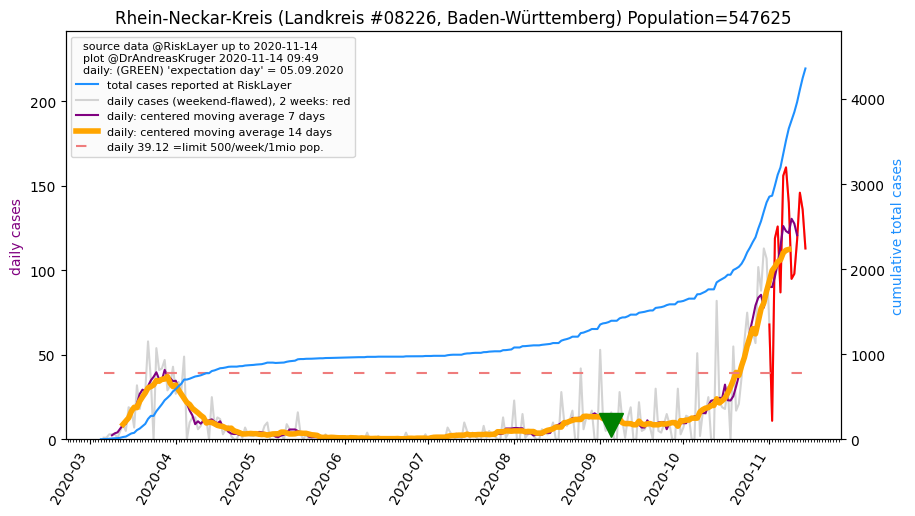 Rhein-Neckar-Kreis (Landkreis #08226, Baden-Württemberg) Population=547625
source data @RiskLayer up to 2020-11-14
plot @DrAndreasKruger 2020-11-14 09:49
daily: (GREEN) 'expectation day' = 05.09.2020
total cases reported at RiskLayer
daily cases (weekend-flawed), 2 weeks: red
daily: centered moving average 7 days
daily: centered moving average 14 days
daily 39.12 =limit 500/week/1mio pop.
daily cases
200
150
100
50
0
cumulative total cases
4000
3000
2000
1000
0
2020-03
2020-04
2020-05
2020-06
2020-07
2020-08
2020-09
2020-10
2020-11